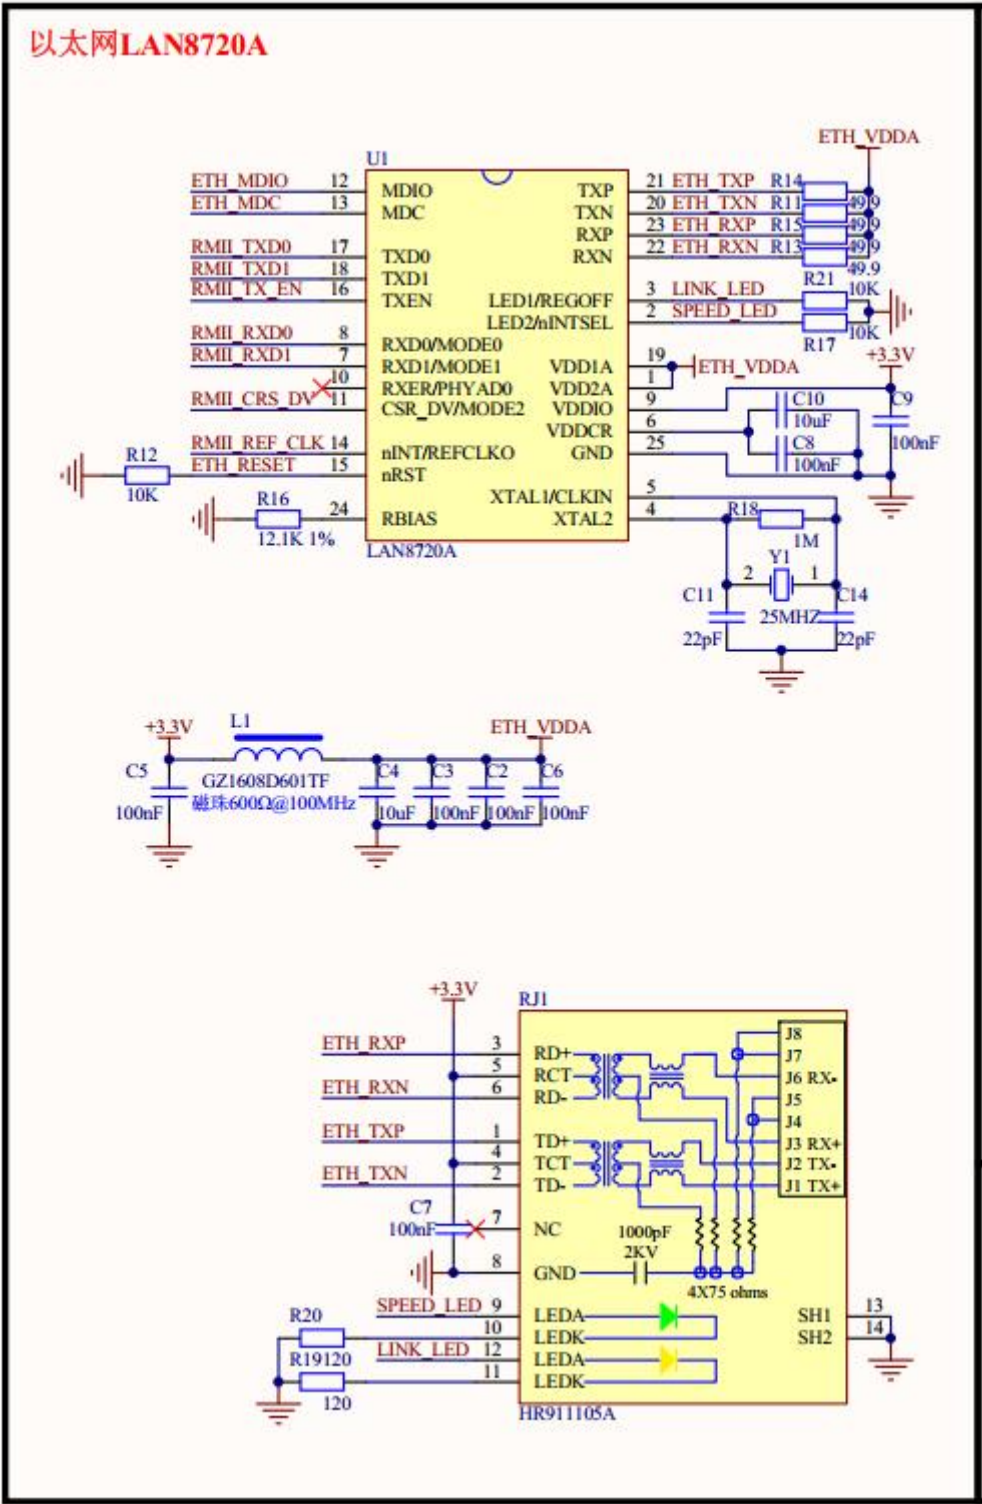 以太网LAN8720A
ETH_VDDA
U1
ETH_MDIO 12 MDIO TXP 21 ETH_TXP R14
ETH_MDC 13 MDC TXN 20 ETH_TXN R11 49.9
RXP 23 ETH_RXP R15 49.9
RMII_TXD0 17 TXD0 RXN 22 ETH_RXN R13 49.9
49.9
RMII_TXD1 18 TXD1
R21
RMII_TX_EN 16 TXEN LED1/REGOFF 3 LINK_LED 10K
LED2/nINTSEL 2 SPEED_LED 10K
R17
RMII_RXD0 8 RXD0/MODE0
+3.3V
RMII_RXD1 7 RXD1/MODE1 VDD1A 19 ETH_VDDA
10 RXER/PHYAD0 VDD2A 1
RMII_CRS_DV 11 CSR_DV/MODE2 VDDIO 9 C10 C9
VDDCR 6 10uF
RMII_REF_CLK 14 nINT/REFCLKO GND 25 C8 100nF
R12 ETH_RESET 15 nRST 100nF
10K
XTAL1/CLKIN 5
R16 24 RBIAS XTAL2 4 R18
12.1K 1% 1M
LAN8720A
Y1
2 1
C11 25MHZ C14
22pF 22pF
+3.3V L1 ETH_VDDA
C5 GZ1608D601TF C4 C3 C2 C6
100nF 磁珠600Ω@100MHz 10uF 100nF 100nF 100nF
+3.3V
RJ1
J8
ETH_RXP 3 RD+ J7
5 RCT J6 RX-
ETH_RXN 6 RD- J5
J4
ETH_TXP 1 TD+ J3 RX+
4 TCT J2 TX-
ETH_TXN 2 TD- J1 TX+
C7
100nF 7 NC 1000pF
2KV
8 GND
4X75 ohms
SPEED_LED 9 LEDA SH1 13
R20 10 LEDK SH2 14
R19 120 LINK_LED 12 LEDA
11 LEDK
120
HR911105A